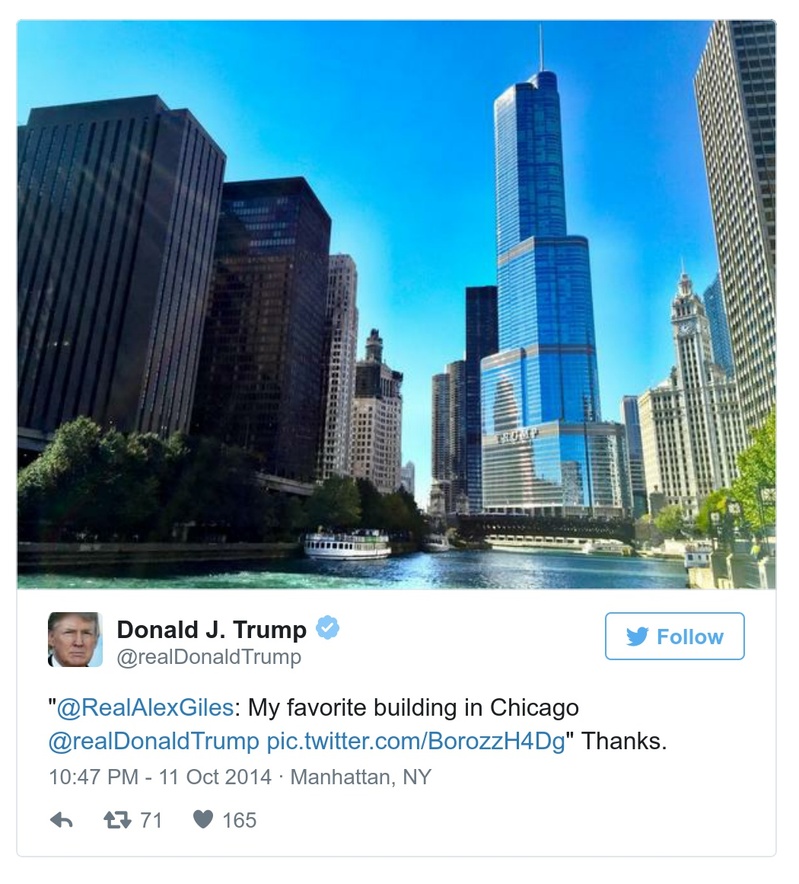 TRUMP
Donald J. Trump
@realDonaldTrump
Follow
"@RealAlexGiles: My favorite building in Chicago
@realDonaldTrump pic.twitter.com/BorozzH4Dg" Thanks.
10:47 PM - 11 Oct 2014 · Manhattan, NY
71 165